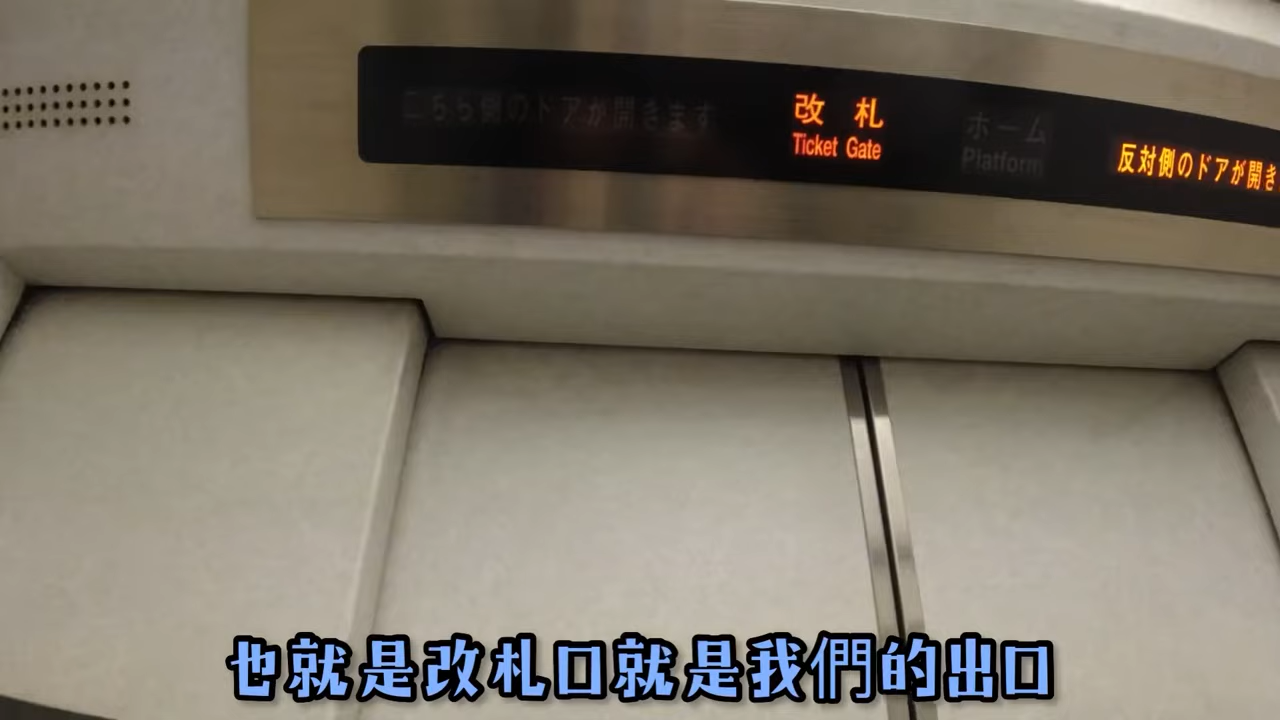 こちら側のドアが開きます
改札
Ticket Gate
ホーム
Platform
反対側のドアが開き
也就是改札口就是我們的出口